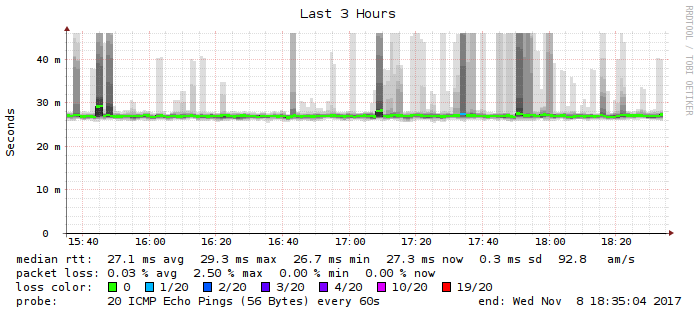 Last 3 Hours
RRDTOOL / TOBI OETIKER
Seconds
40 m
30 m
20 m
10 m
0
15:40 16:00 16:20 16:40 17:00 17:20 17:40 18:00 18:20
median rtt: 27.1 ms avg 29.3 ms max 26.7 ms min 27.3 ms now 0.3 ms sd 92.8 am/s
packet loss: 0.03 % avg 2.50 % max 0.00 % min 0.00 % now
loss color: 0 1/20 2/20 3/20 4/20 10/20 19/20
probe: 20 ICMP Echo Pings (56 Bytes) every 60s end: Wed Nov 8 18:35:04 2017